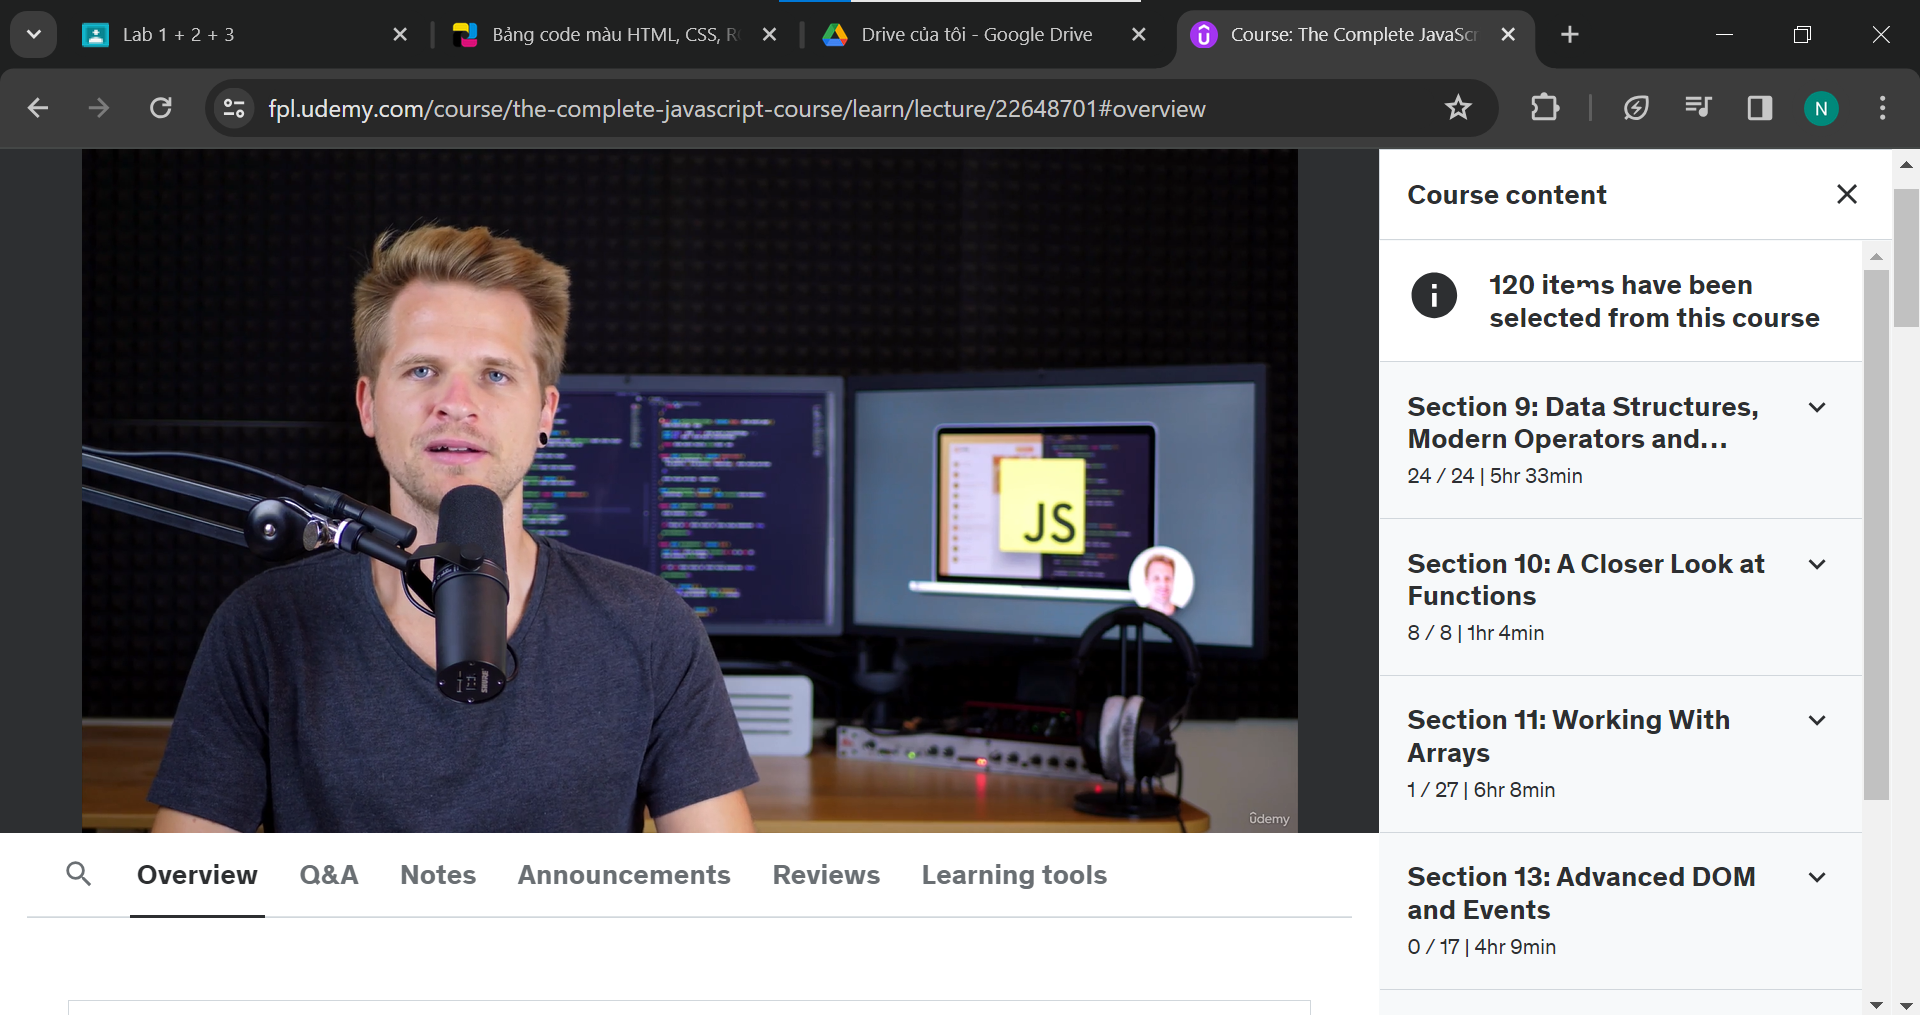 Lab 1 + 2 + 3
Bảng code màu HTML, CSS, R
Drive của tôi - Google Drive
Course: The Complete JavaScr
fpl.udemy.com/course/the-complete-javascript-course/learn/lecture/22648701#overview
N
JS
SHURE
ûdemy
Course content
120 items have been
selected from this course
Section 9: Data Structures,
Modern Operators and...
24 / 24 | 5hr 33min
Section 10: A Closer Look at
Functions
8 / 8 | 1hr 4min
Section 11: Working With
Arrays
1 / 27 | 6hr 8min
Section 13: Advanced DOM
and Events
0 / 17 | 4hr 9min
Overview
Q&A
Notes
Announcements
Reviews
Learning tools